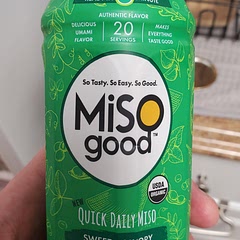 AUTHENTIC FLAVOR
DELICIOUS UMAMI FLAVOR
20 SERVINGS
MAKES EVERYTHING TASTE GOOD
So Tasty. So Easy. So Good.
MiSO
good™
USDA
ORGANIC
NEW
QUICK DAILY MISO